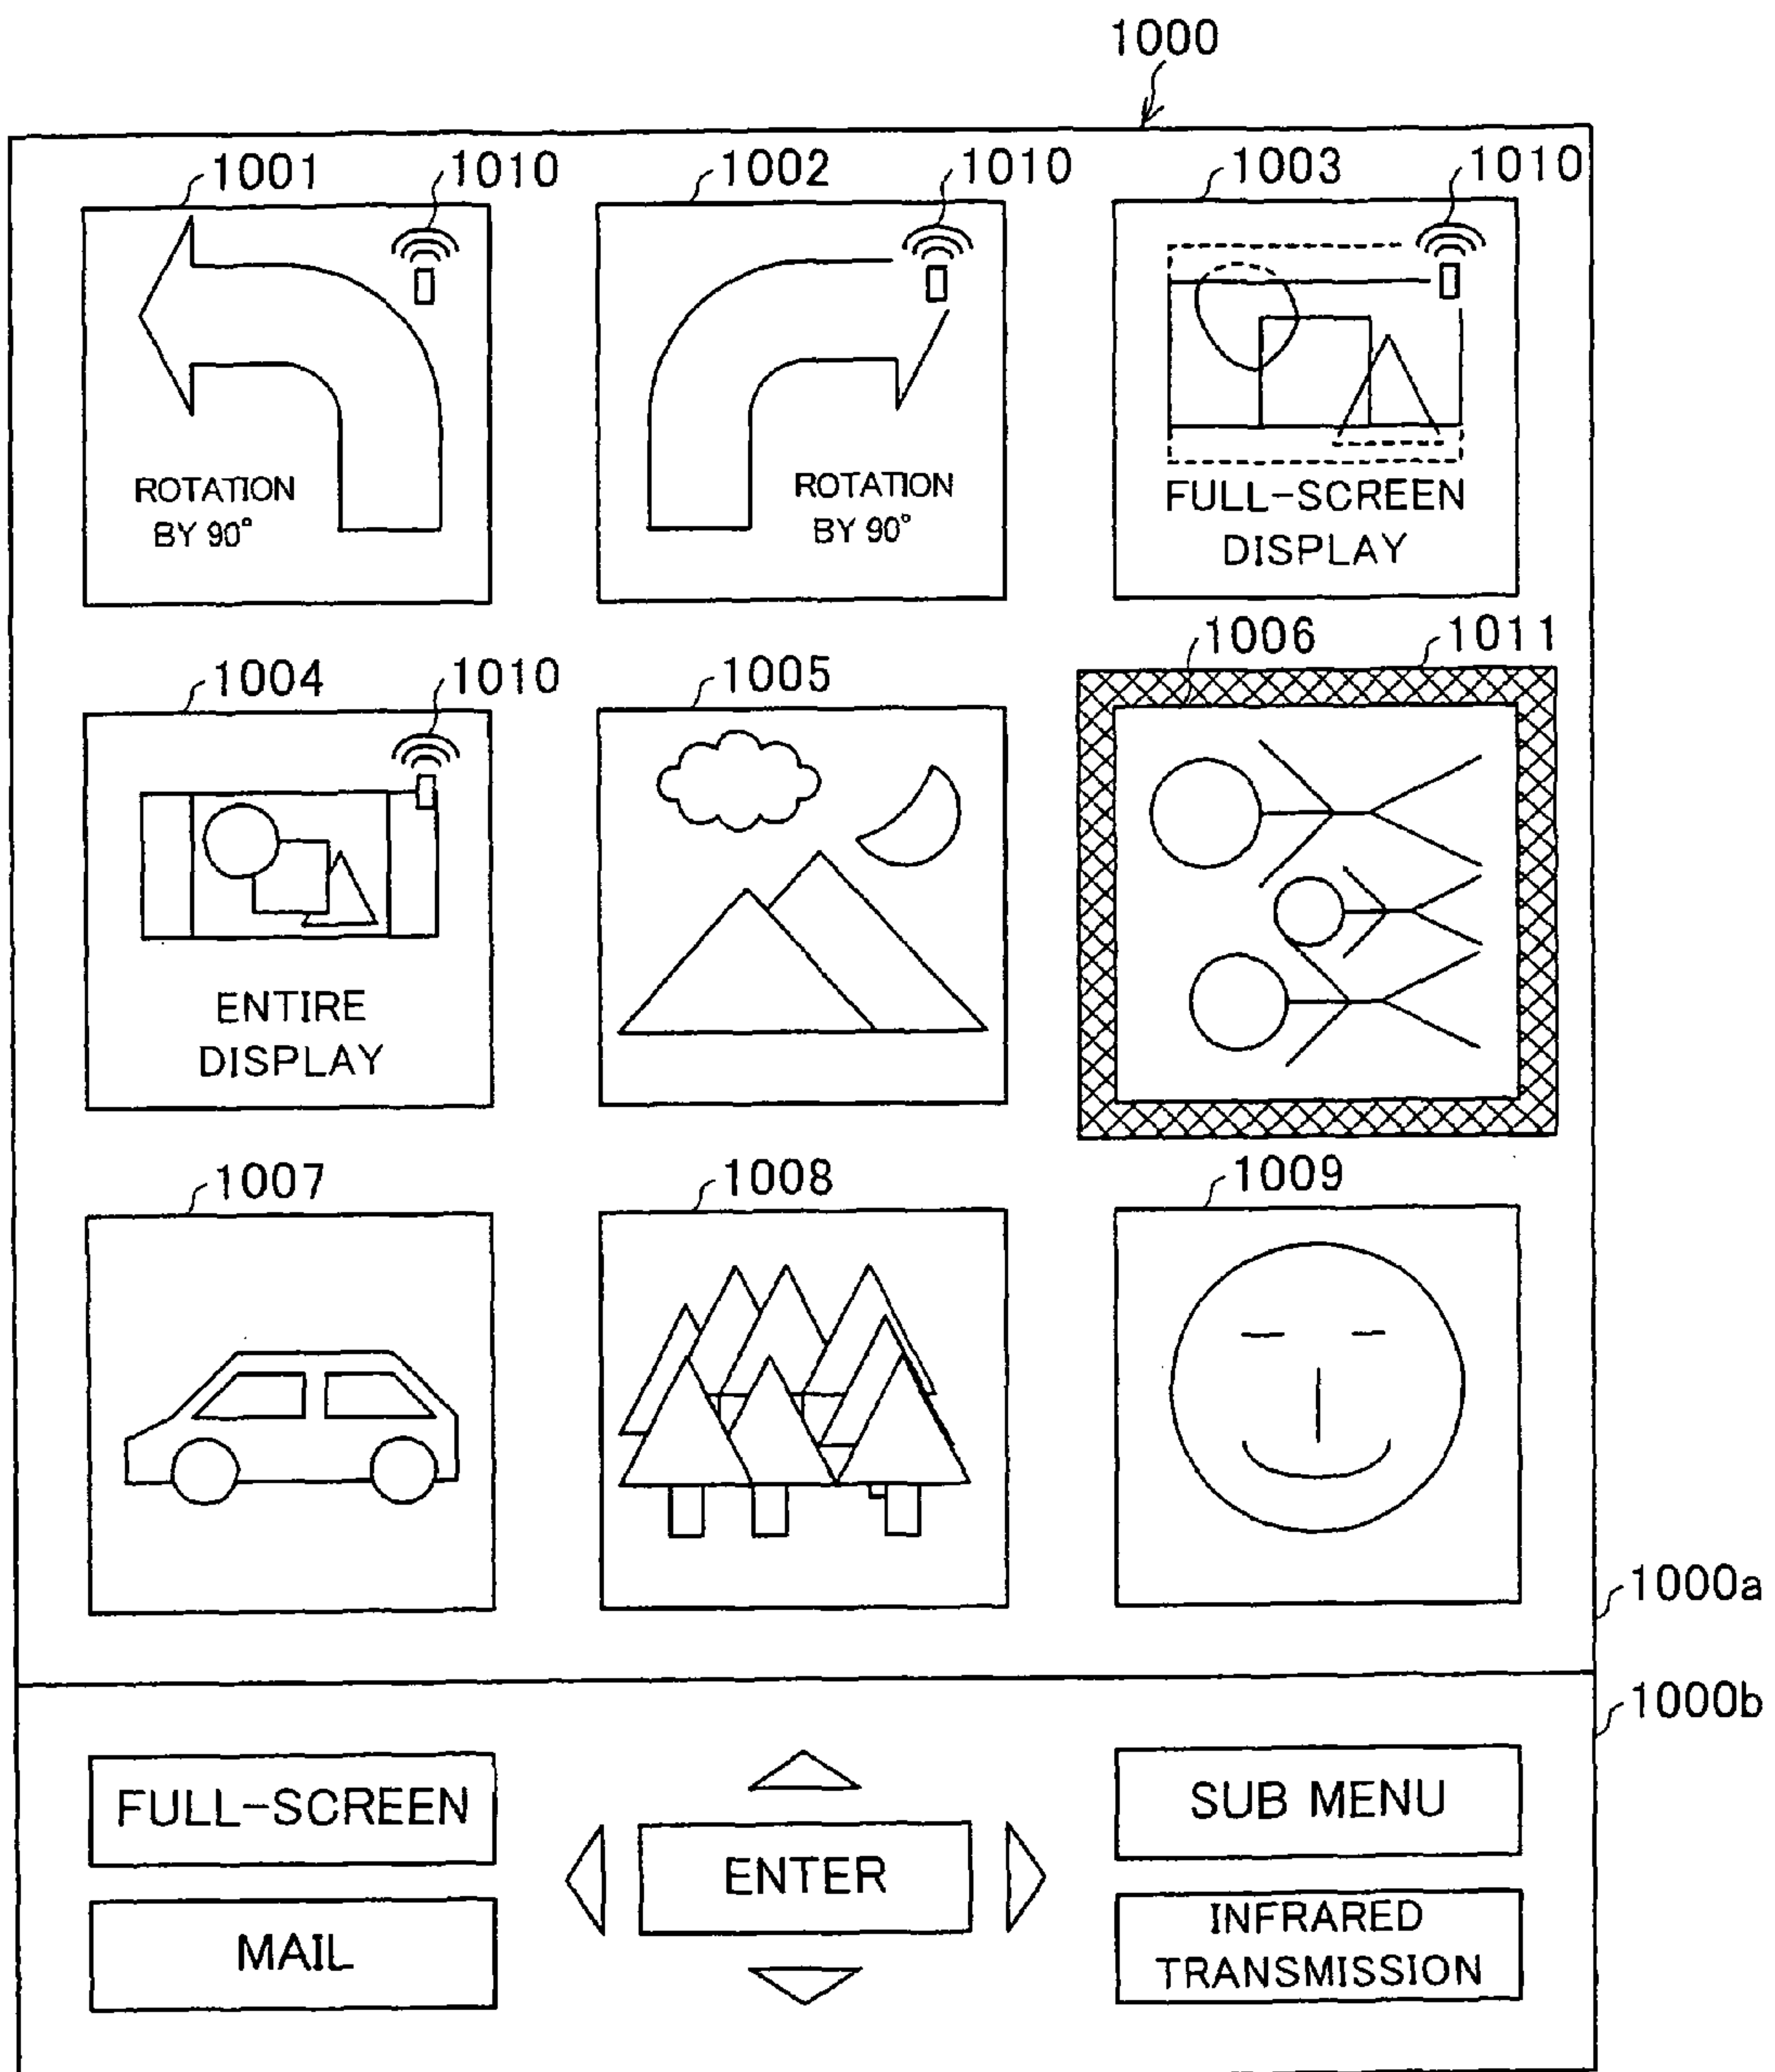 1000
1001 1010 1002 1010 1003 1010
ROTATION
BY 90°
ROTATION
BY 90°
FULL-SCREEN
DISPLAY
1004 1010 1005 1006 1011
ENTIRE
DISPLAY
1007 1008 1009
1000a
1000b
FULL-SCREEN
MAIL
ENTER
SUB MENU
INFRARED
TRANSMISSION